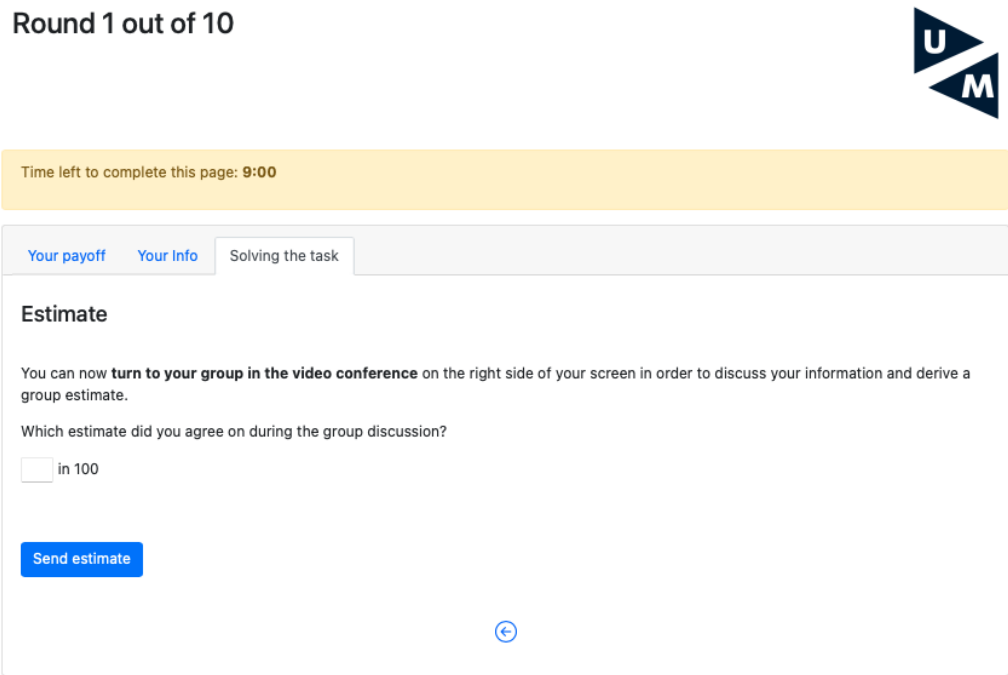 Round 1 out of 10
U
M
Time left to complete this page: 9:00
Your payoff
Your Info
Solving the task
Estimate
You can now turn to your group in the video conference on the right side of your screen in order to discuss your information and derive a
group estimate.
Which estimate did you agree on during the group discussion?
in 100
Send estimate